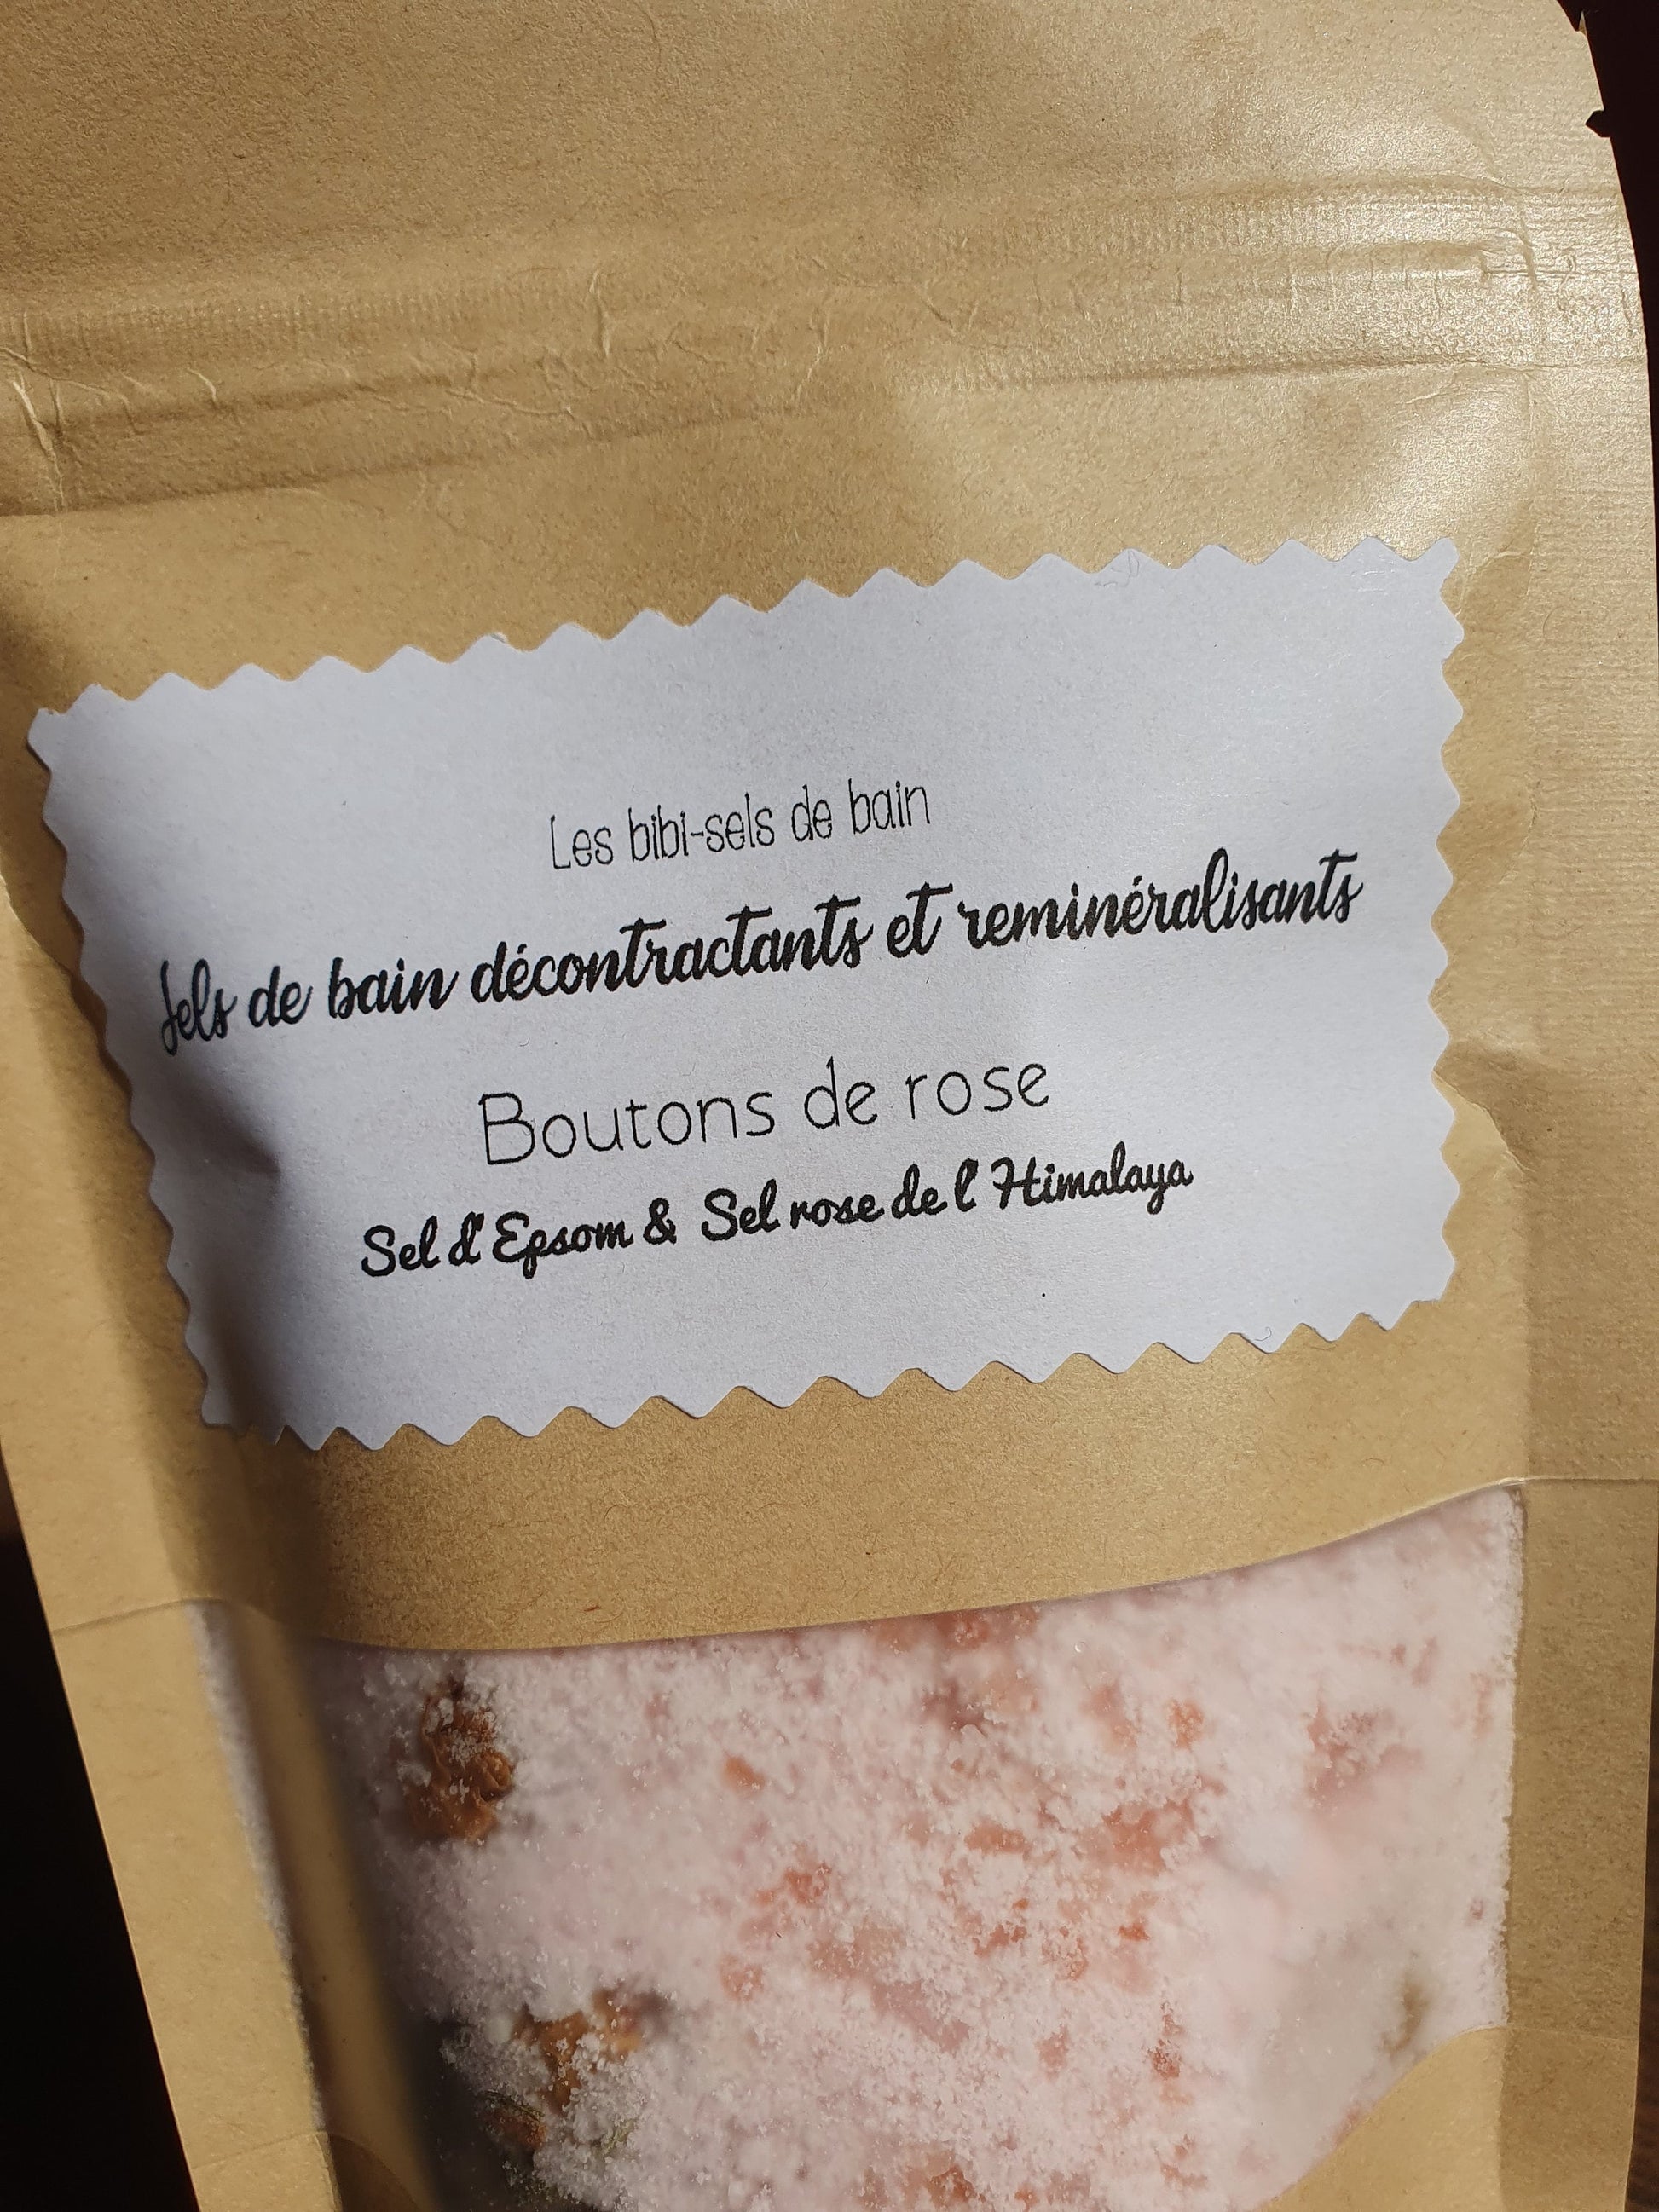 Les bibi-sels de bain
Sels de bain décontractants et reminéralisants
Boutons de rose
Sel d'Epsom & Sel rose de l'Himalaya